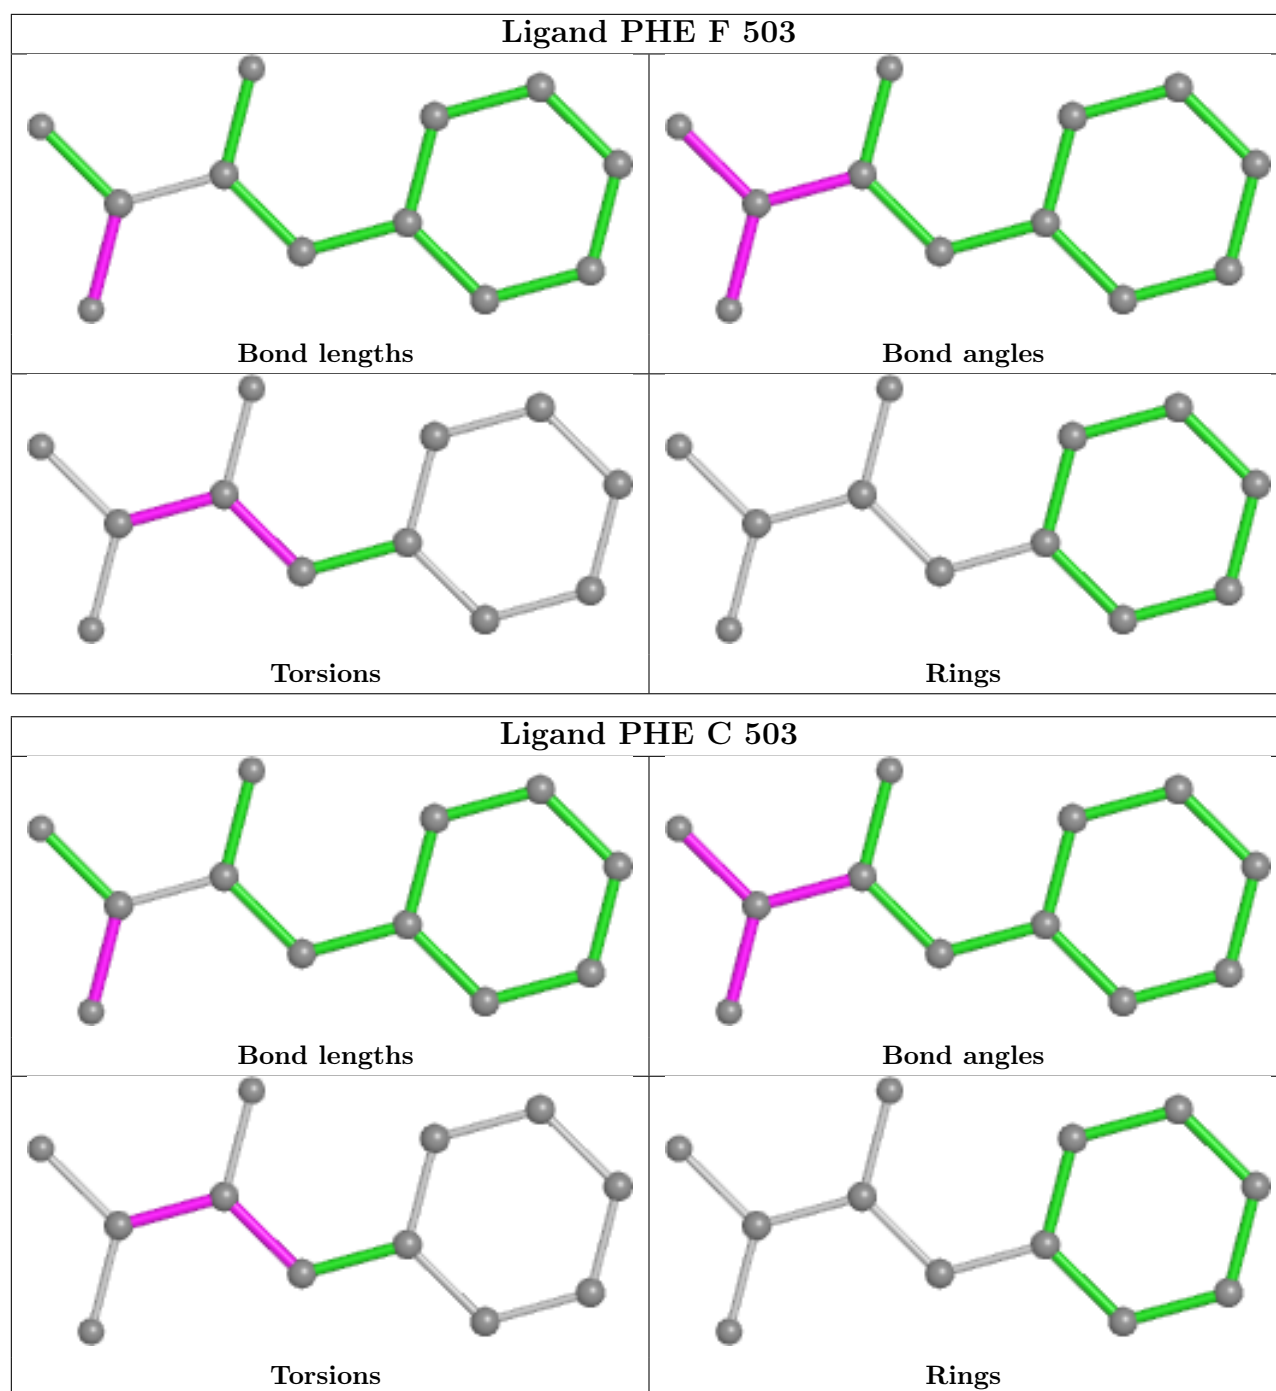 Ligand PHE F 503
Bond lengths
Bond angles
Torsions
Rings
Ligand PHE C 503
Bond lengths
Bond angles
Torsions
Rings